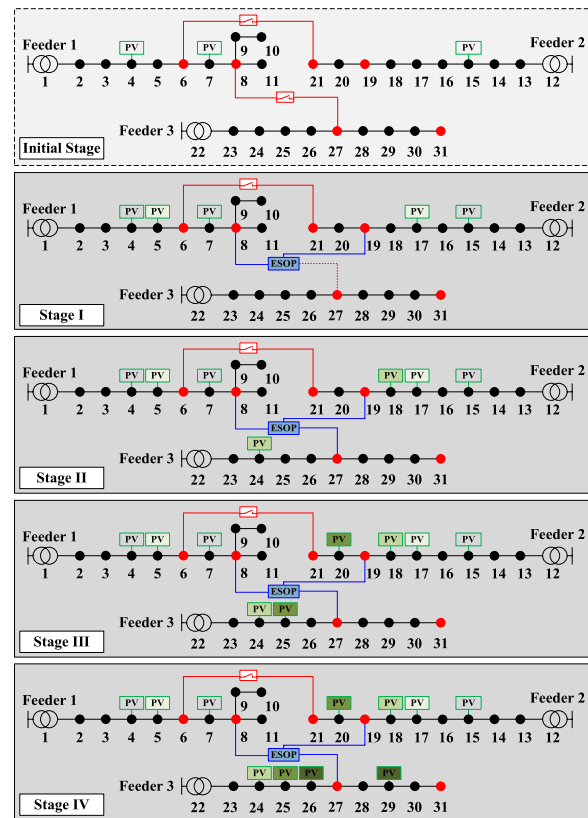 Feeder 1 PV PV 9 10 PV Feeder 2
1 2 3 4 5 6 7 8 11 21 20 19 18 17 16 15 14 13 12
Feeder 3
Initial Stage 22 23 24 25 26 27 28 29 30 31
Feeder 1 PV PV PV 9 10 PV PV Feeder 2
1 2 3 4 5 6 7 8 11 21 20 19 18 17 16 15 14 13 12
ESOP
Feeder 3
Stage I 22 23 24 25 26 27 28 29 30 31
Feeder 1 PV PV PV 9 10 PV PV PV Feeder 2
1 2 3 4 5 6 7 8 11 21 20 19 18 17 16 15 14 13 12
ESOP
Feeder 3 PV
Stage II 22 23 24 25 26 27 28 29 30 31
Feeder 1 PV PV PV 9 10 PV PV PV PV Feeder 2
1 2 3 4 5 6 7 8 11 21 20 19 18 17 16 15 14 13 12
ESOP
Feeder 3 PV PV
Stage III 22 23 24 25 26 27 28 29 30 31
Feeder 1 PV PV PV 9 10 PV PV PV PV Feeder 2
1 2 3 4 5 6 7 8 11 21 20 19 18 17 16 15 14 13 12
ESOP
Feeder 3 PV PV PV PV
Stage IV 22 23 24 25 26 27 28 29 30 31